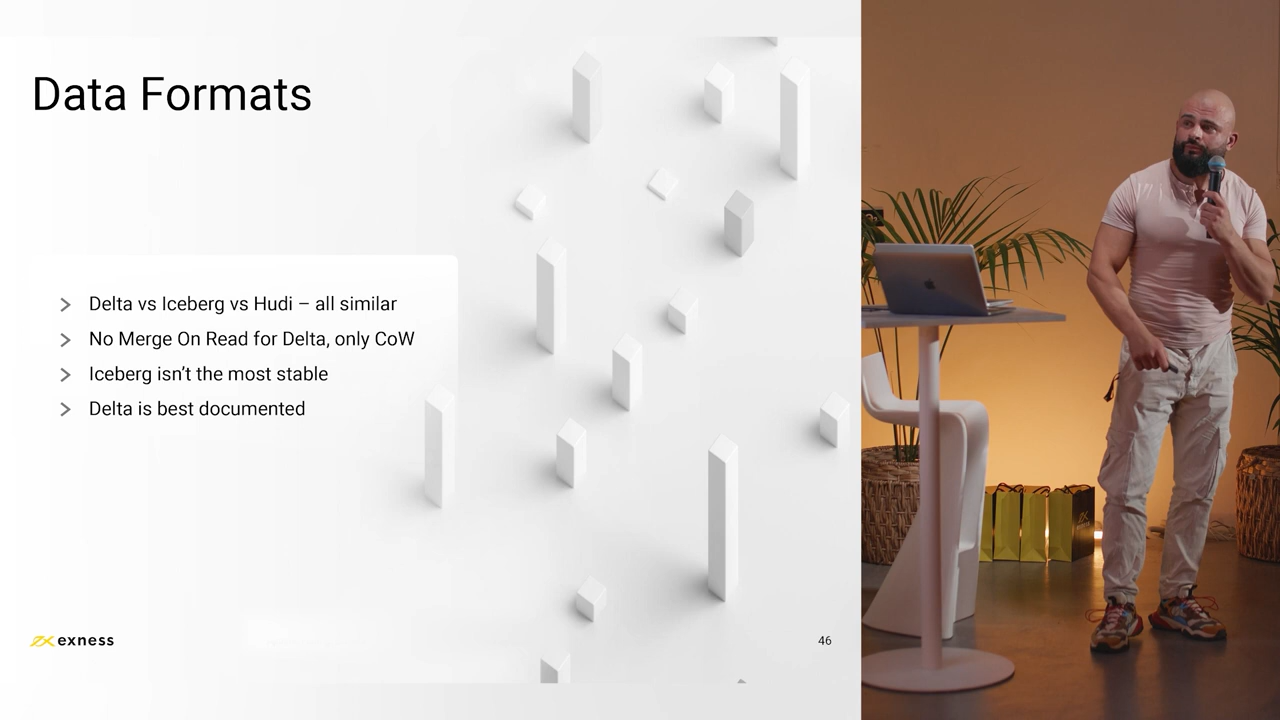 Data Formats
Delta vs Iceberg vs Hudi – all similar
No Merge On Read for Delta, only CoW
Iceberg isn't the most stable
Delta is best documented
exness
46